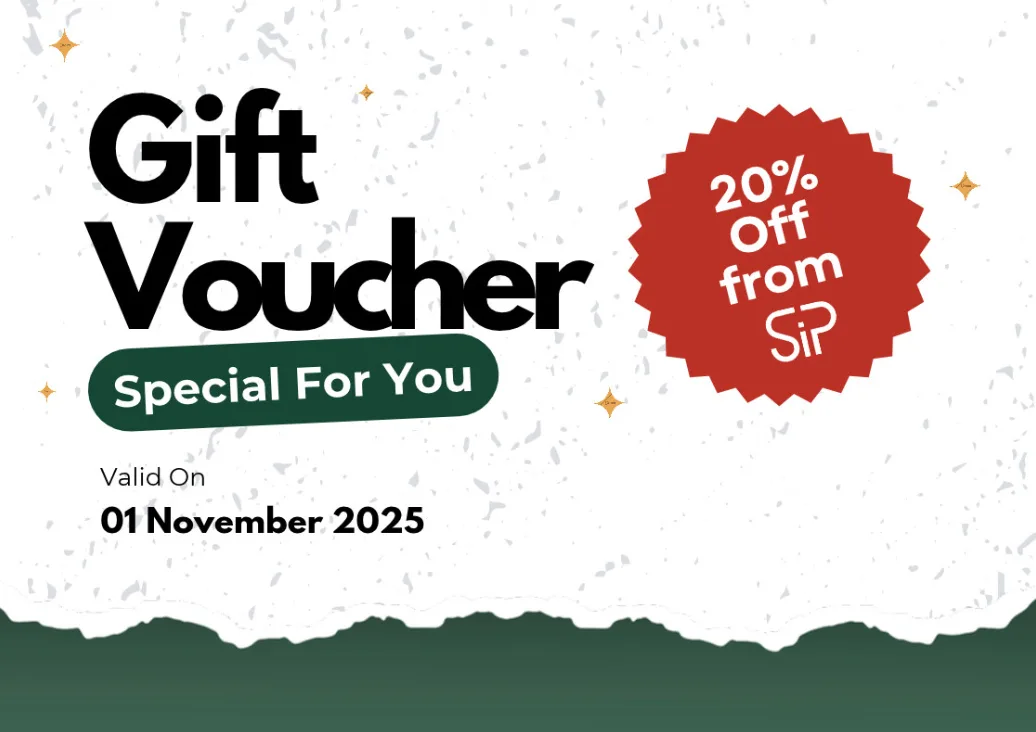 Gift
Voucher
Special For You
Valid On
01 November 2025
20%
Off
from
SiP